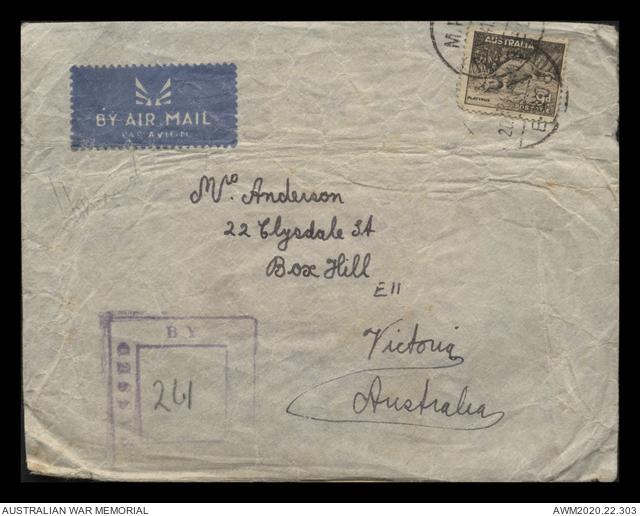 AUSTRALIA
PLATYPUS
BY AIR MAIL
PAR AVION
Mrs. Anderson
22 Clysdale St
Box Hill
E11
Victoria
Australia
PASSED
BY
241
AUSTRALIAN WAR MEMORIAL
AWM2020.22.303